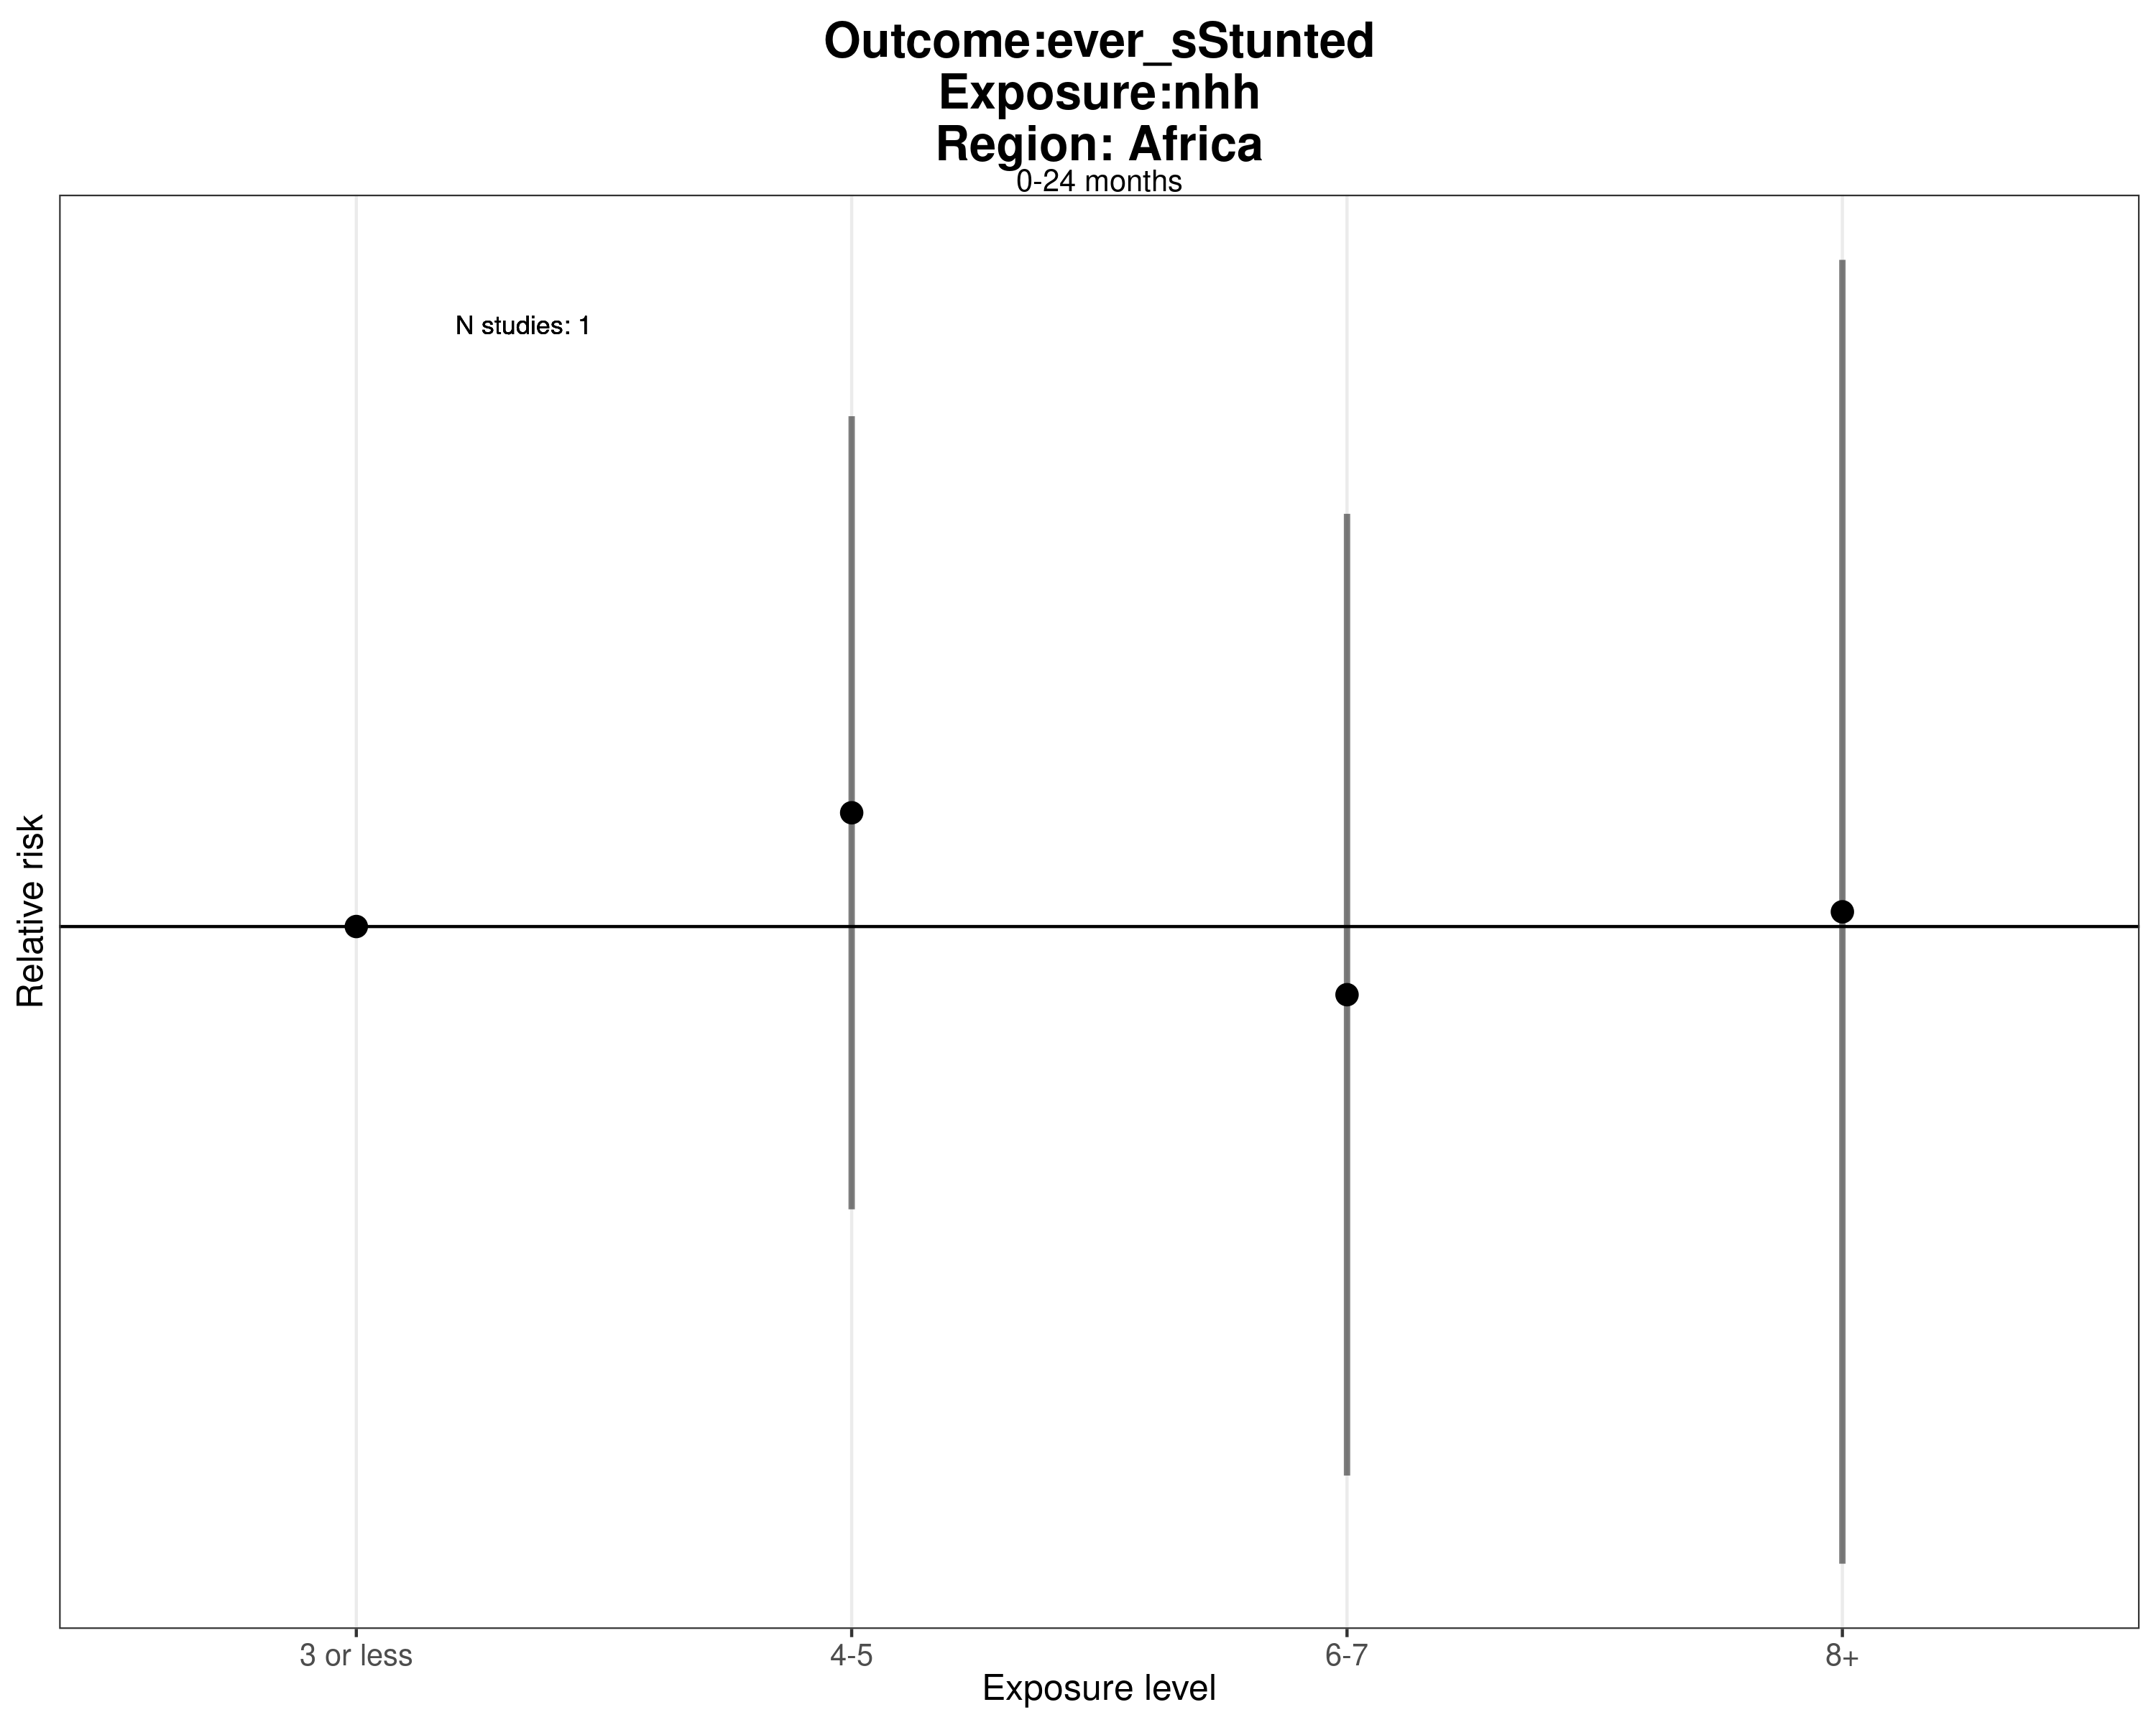 Outcome:ever_sStunted
Exposure:nhh
Region: Africa
0-24 months
N studies: 1
Relative risk
3 or less
4-5
6-7
8+
Exposure level